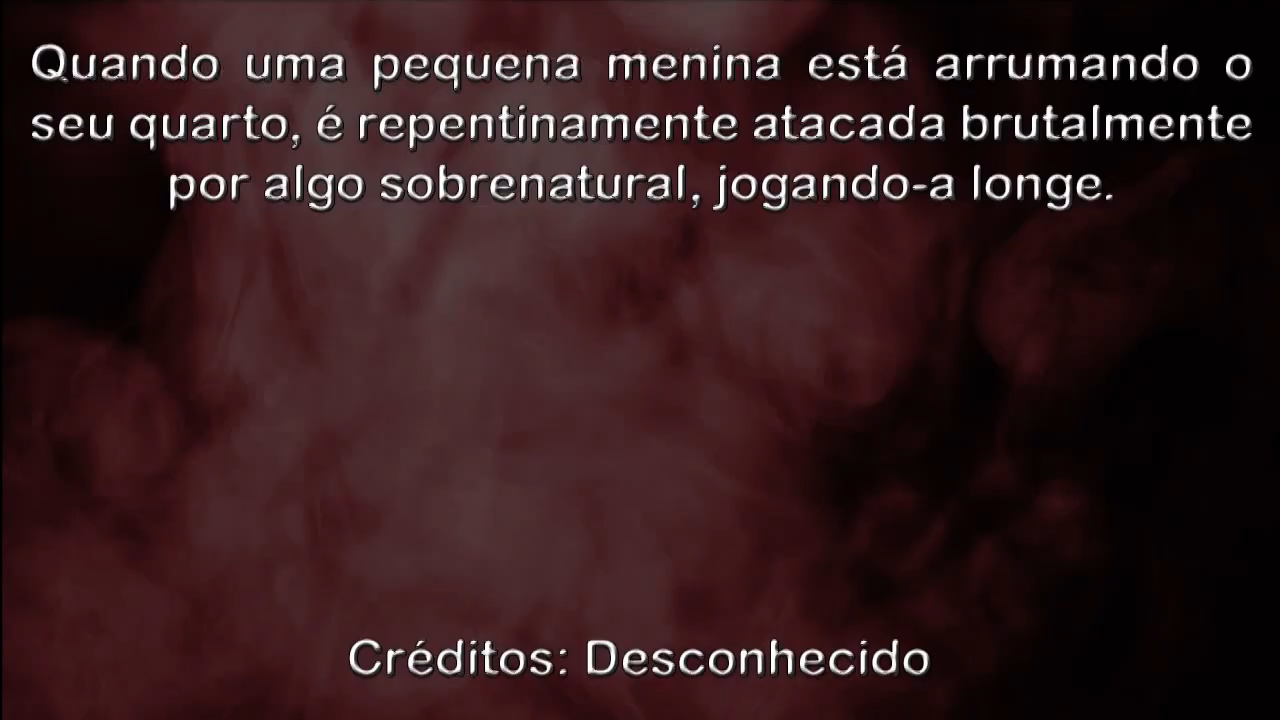 Quando uma pequena menina está arrumando o
seu quarto, é repentinamente atacada brutalmente
por algo sobrenatural, jogando-a longe.
Créditos: Desconhecido